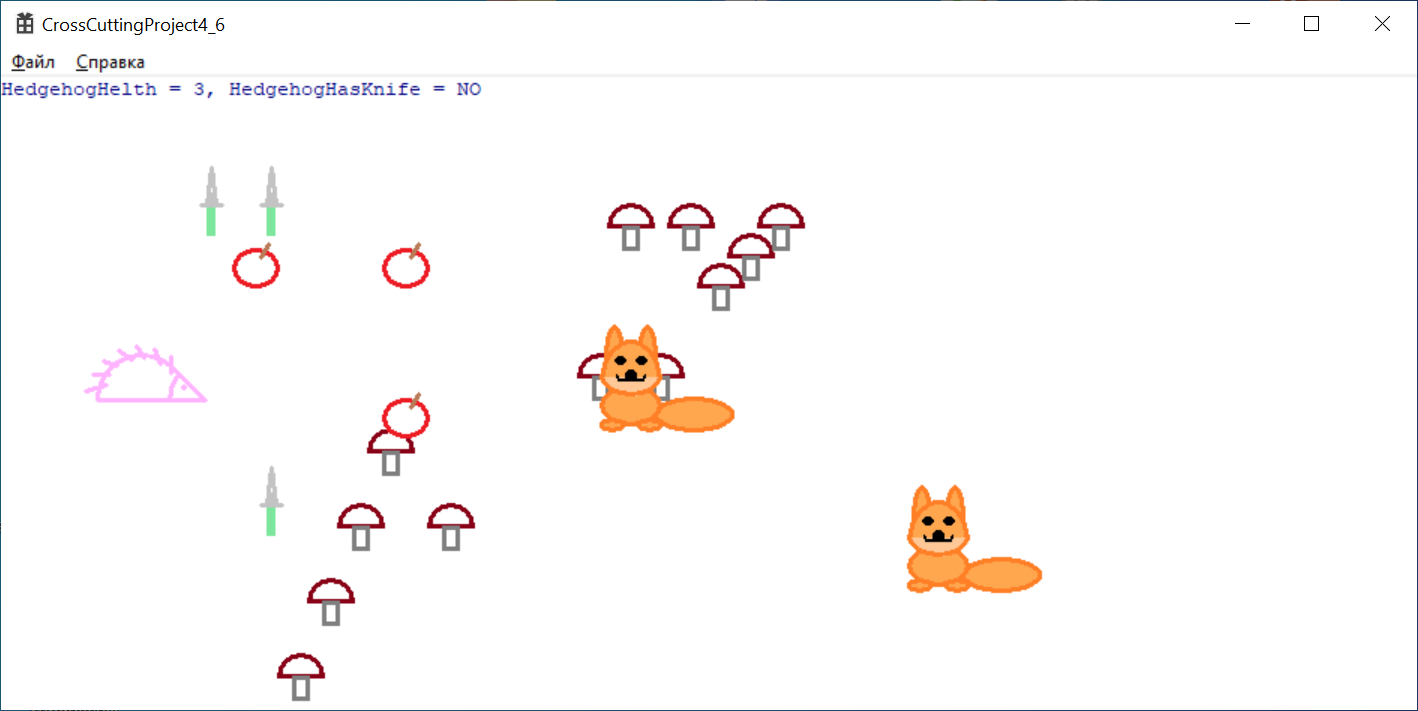 CrossCuttingProject4_6
Файл Справка
HedgehogHelth = 3, HedgehogHasKnife = NO